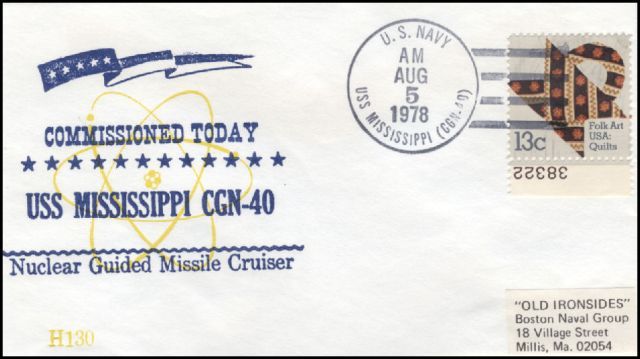 COMMISSIONED TODAY
USS MISSISSIPPI CGN-40
Nuclear Guided Missile Cruiser
H130
U. S. NAVY
AM
AUG
5
1978
USS MISSISSIPPI (CGN-40)
13c
Folk Art
USA:
Quilts
38322
"OLD IRONSIDES"
Boston Naval Group
18 Village Street
Millis, Ma. 02054